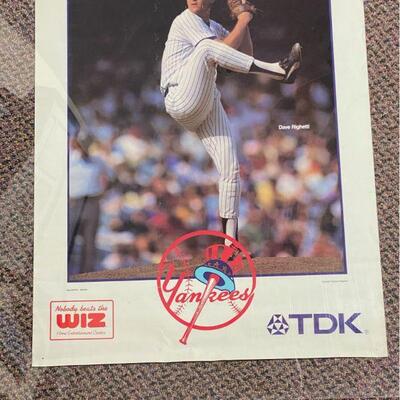 Dave Righetti
Yankees
Nobody beats the
WIZ
Home Entertainment Centers
TDK®